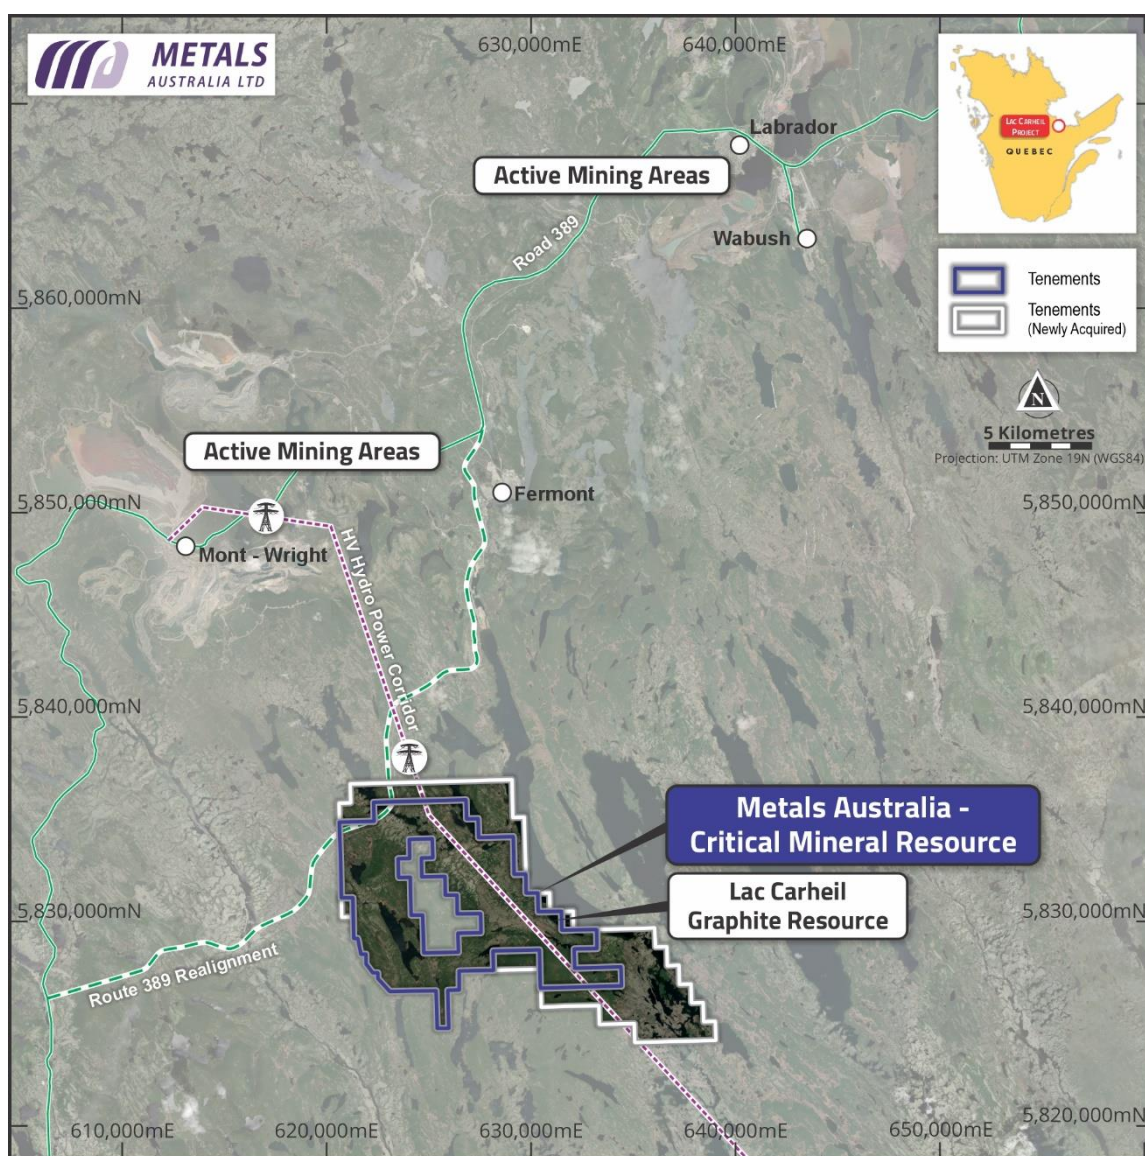 METALS
AUSTRALIA LTD
630,000mE
640,000mE
LAC CARHEIL
PROJECT
QUEBEC
Labrador
Active Mining Areas
Wabush
Road 389
Tenements
Tenements
(Newly Acquired)
5,860,000mN
N
5 Kilometres
Projection: UTM Zone 19N (WGS84)
Active Mining Areas
5,850,000mN
Fermont
5,850,000mN
Mont - Wright
HV Hydro Power Corridor
5,840,000mN
5,840,000mN
Metals Australia -
Critical Mineral Resource
Lac Carheil
Graphite Resource
5,830,000mN
5,830,000mN
Route 389 Realignment
5,820,000mN
610,000mE
620,000mE
630,000mE
640,000mE
650,000mE